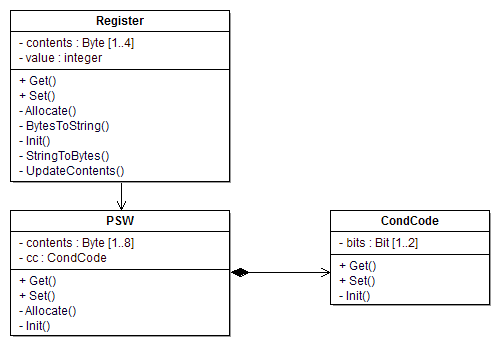 Register
- contents : Byte [1..4]
- value : integer
+ Get()
+ Set()
- Allocate()
- BytesToString()
- Init()
- StringToBytes()
- UpdateContents()
PSW
- contents : Byte [1..8]
- cc : CondCode
+ Get()
+ Set()
- Allocate()
- Init()
CondCode
- bits : Bit [1..2]
+ Get()
+ Set()
- Init()